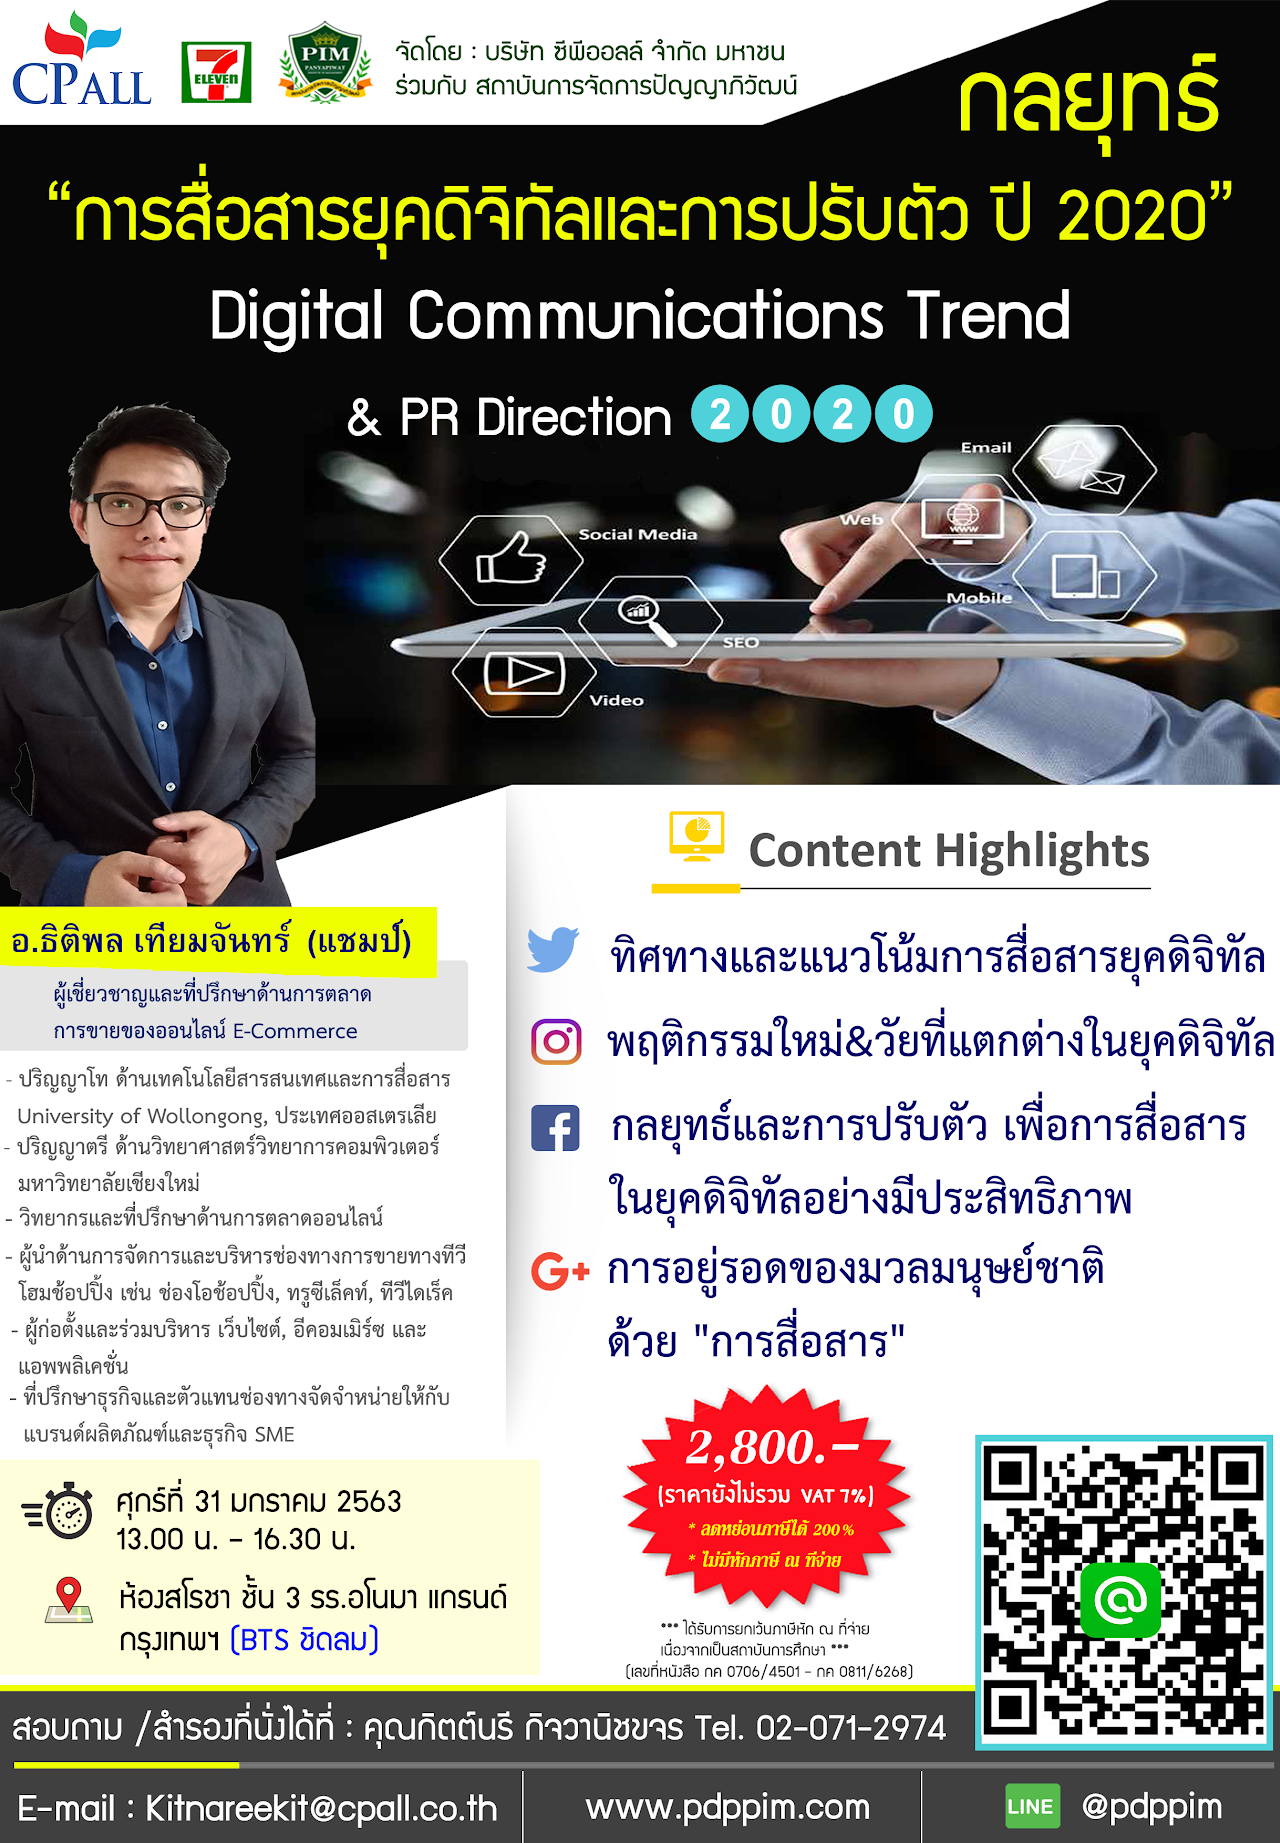 CPALL
7
ELEVEn
PIM
PANYAPIWAT
จัดโดย : บริษัท ซีพีออลล์ จำกัด มหาชน
ร่วมกับ สถาบันการจัดการปัญญาภิวัฒน์
กลยุทธ์
“การสื่อสารยุคดิจิทัลและการปรับตัว ปี 2020”
Digital Communications Trend
& PR Direction 2020
Email
Web
Social Media
Mobile
SEO
Video
WWW
Content Highlights
อ.ธิติพล เทียมจันทร์ (แชมป์)
ผู้เชี่ยวชาญและที่ปรึกษาด้านการตลาด
การขายของออนไลน์ E-Commerce
- ปริญญาโท ด้านเทคโนโลยีสารสนเทศและการสื่อสาร
University of Wollongong, ประเทศออสเตรเลีย
- ปริญญาตรี ด้านวิทยาศาสตร์วิทยาการคอมพิวเตอร์
มหาวิทยาลัยเชียงใหม่
- วิทยากรและที่ปรึกษาด้านการตลาดออนไลน์
- ผู้นำด้านการจัดการและบริหารช่องทางการขายทางทีวี
โฮมช้อปปิ้ง เช่น ช่องโอช้อปปิ้ง, ทรูซีเล็คท์, ทีวีไดเร็ค
- ผู้ก่อตั้งและร่วมบริหาร เว็บไซต์, อีคอมเมิร์ซ และ
แอพพลิเคชั่น
- ที่ปรึกษาธุรกิจและตัวแทนช่องทางจัดจำหน่ายให้กับ
แบรนด์ผลิตภัณฑ์และธุรกิจ SME
ทิศทางและแนวโน้มการสื่อสารยุคดิจิทัล
พฤติกรรมใหม่&วัยที่แตกต่างในยุคดิจิทัล
กลยุทธ์และการปรับตัว เพื่อการสื่อสาร
ในยุคดิจิทัลอย่างมีประสิทธิภาพ
G+ การอยู่รอดของมวลมนุษย์ชาติ
ด้วย "การสื่อสาร"
2,800.-
(ราคายังไม่รวม VAT 7%)
* ลดหย่อนภาษีได้ 200%
* ไม่มีหักภาษี ณ ที่จ่าย
*** ได้รับการยกเว้นภาษีหัก ณ ที่จ่าย
เนื่องจากเป็นสถาบันการศึกษา ***
(เลขที่หนังสือ กค 0706/4501 - กค 0811/6268)
ศุกร์ที่ 31 มกราคม 2563
13.00 น. - 16.30 น.
ห้องสโรชา ชั้น 3 รร.อโนมา แกรนด์
กรุงเทพฯ (BTS ชิดลม)
สอบถาม /สำรองที่นั่งได้ที่ : คุณกิตต์นรี กิจวานิชขจร Tel. 02-071-2974
E-mail : Kitnareekit@cpall.co.th
www.pdppim.com
LINE @pdppim